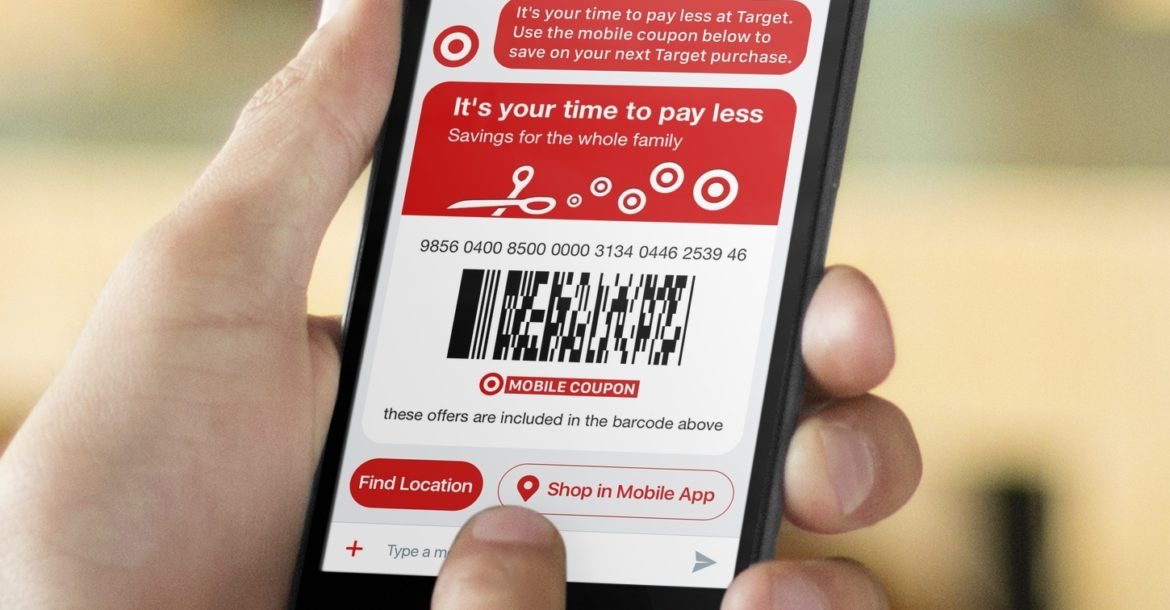 It's your time to pay less at Target.
Use the mobile coupon below to
save on your next Target purchase.
It's your time to pay less
Savings for the whole family
9856 0400 8500 0000 3134 0446 2539 46
MOBILE COUPON
these offers are included in the barcode above
Find Location
Shop in Mobile App
Type a